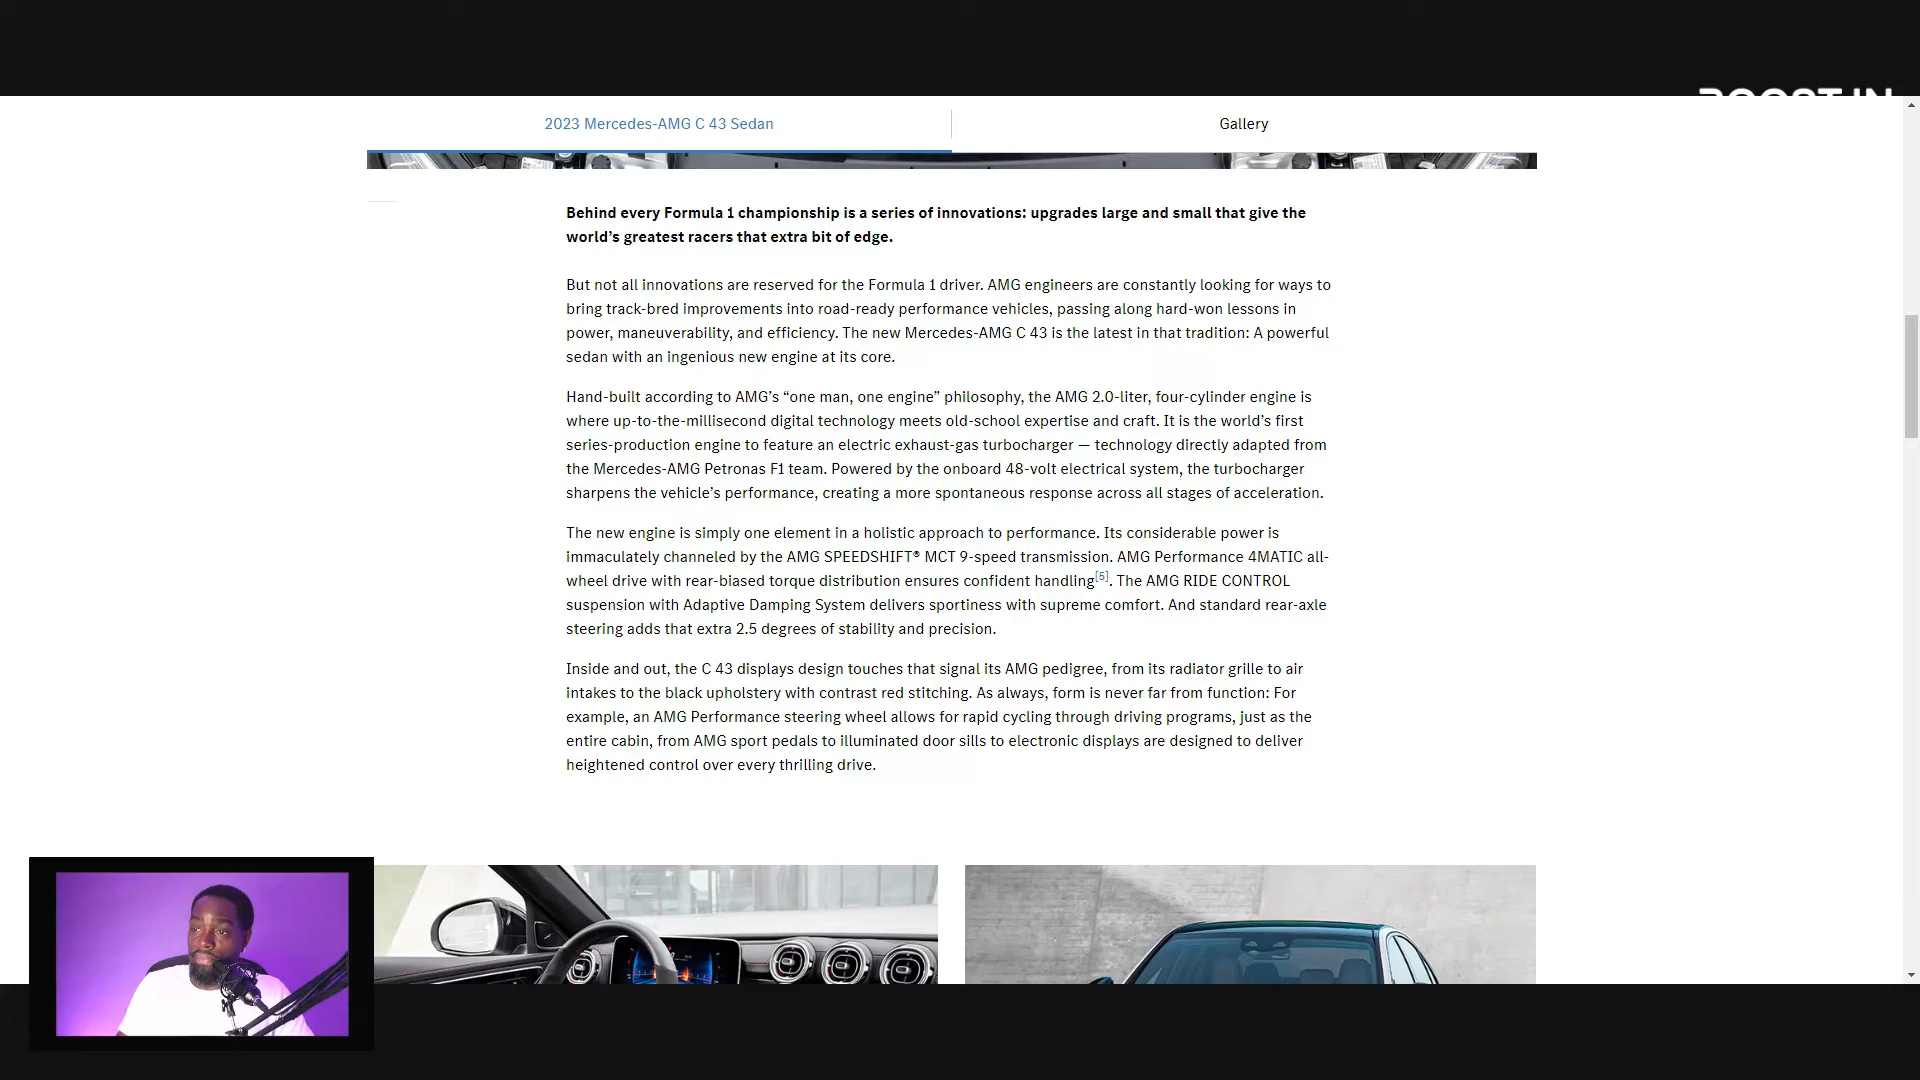 BOOST.IN
2023 Mercedes-AMG C 43 Sedan
Gallery
Behind every Formula 1 championship is a series of innovations: upgrades large and small that give the
world’s greatest racers that extra bit of edge.
But not all innovations are reserved for the Formula 1 driver. AMG engineers are constantly looking for ways to
bring track-bred improvements into road-ready performance vehicles, passing along hard-won lessons in
power, maneuverability, and efficiency. The new Mercedes-AMG C 43 is the latest in that tradition: A powerful
sedan with an ingenious new engine at its core.
Hand-built according to AMG’s “one man, one engine” philosophy, the AMG 2.0-liter, four-cylinder engine is
where up-to-the-millisecond digital technology meets old-school expertise and craft. It is the world’s first
series-production engine to feature an electric exhaust-gas turbocharger — technology directly adapted from
the Mercedes-AMG Petronas F1 team. Powered by the onboard 48-volt electrical system, the turbocharger
sharpens the vehicle’s performance, creating a more spontaneous response across all stages of acceleration.
The new engine is simply one element in a holistic approach to performance. Its considerable power is
immaculately channeled by the AMG SPEEDSHIFT® MCT 9-speed transmission. AMG Performance 4MATIC all-
wheel drive with rear-biased torque distribution ensures confident handling[5]. The AMG RIDE CONTROL
suspension with Adaptive Damping System delivers sportiness with supreme comfort. And standard rear-axle
steering adds that extra 2.5 degrees of stability and precision.
Inside and out, the C 43 displays design touches that signal its AMG pedigree, from its radiator grille to air
intakes to the black upholstery with contrast red stitching. As always, form is never far from function: For
example, an AMG Performance steering wheel allows for rapid cycling through driving programs, just as the
entire cabin, from AMG sport pedals to illuminated door sills to electronic displays are designed to deliver
heightened control over every thrilling drive.